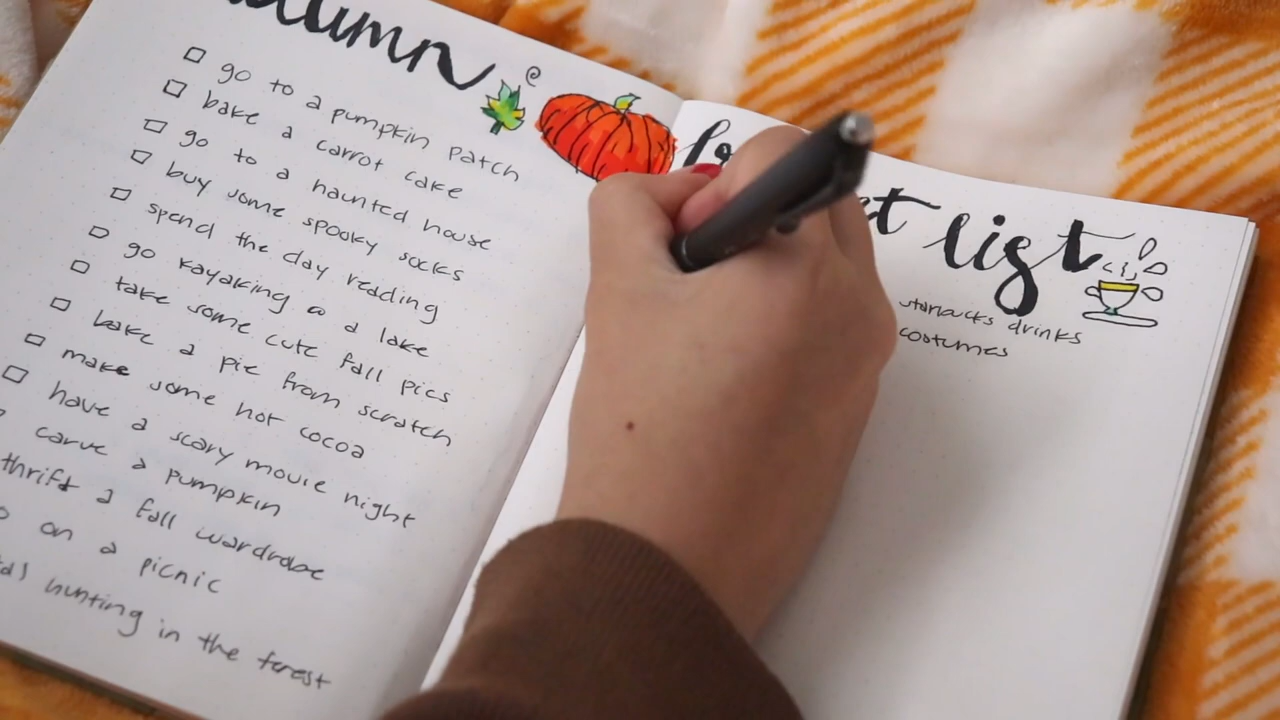 autumn
go to a pumpkin patch
bake a carrot cake
go to a haunted house
buy some spooky socks
spend the day reading
go kayaking @ a lake
take some cute fall pics
bake a pie from scratch
make some hot cocoa
have a scary movie night
carve a pumpkin
thrift a fall wardrobe
on a picnic
hunting in the forest
list
starbucks drinks
costumes